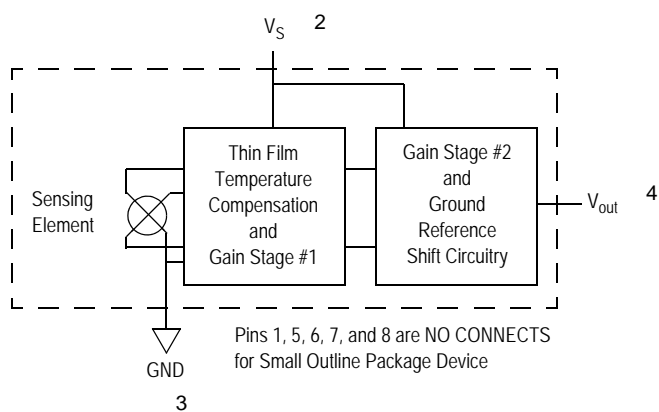 V_S 2
Sensing
Element
Thin Film
Temperature
Compensation
and
Gain Stage #1
Gain Stage #2
and
Ground
Reference
Shift Circuitry
V_out 4
GND
3
Pins 1, 5, 6, 7, and 8 are NO CONNECTS
for Small Outline Package Device